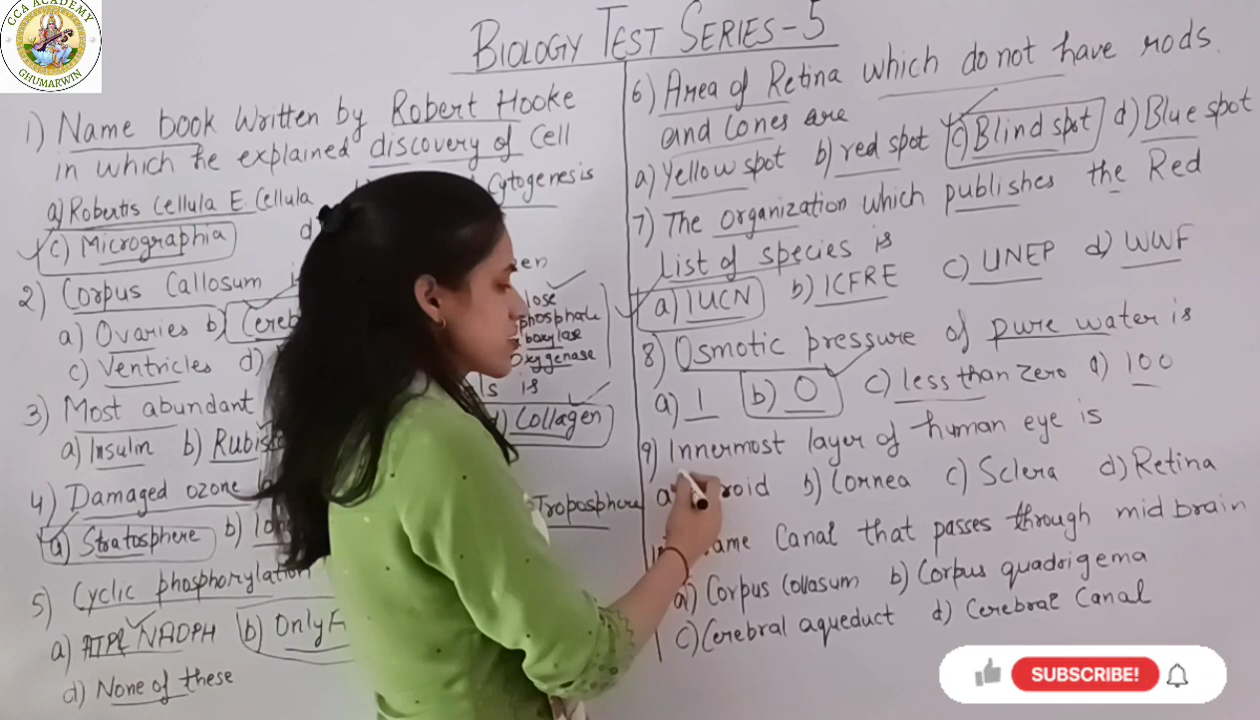 CCA ACADEMY
GHUMARWIN
BIOLOGY TEST SERIES-5
1) Name book written by Robert Hooke
in which he explained discovery of Cell
a) Robertis Cellula E. Cellula
Cytogenesis
c) Micrographia d
2) Corpus Callosum
a) Ovaries b)
c) Ventricles d)
lose
phosphate
Oxygenase
3) Most abundant is
a) Insulin b) Rubis d) Collagen
4) Damaged ozone
a) Stratosphere b) Troposphere
5) Cyclic phosphorylation
a) NADPH b) Only
d) None of these
6) Area of Retina which do not have rods
and Cones are
a) Yellow spot b) red spot c) Blind spot d) Blue spot
7) The organization which publishes the Red
list of species is
a) IUCN b) ICFRE c) UNEP d) WWF
8) Osmotic pressure of pure water is
a) 1 b) 0 c) less than zero d) 100
9) Innermost layer of human eye is
a roid b) Cornea c) Sclera d) Retina
ame Canal that passes through mid brain
a) Corpus Collasum b) Corpus quadrigema
c) Cerebral aqueduct d) Cerebral Canal
SUBSCRIBE!